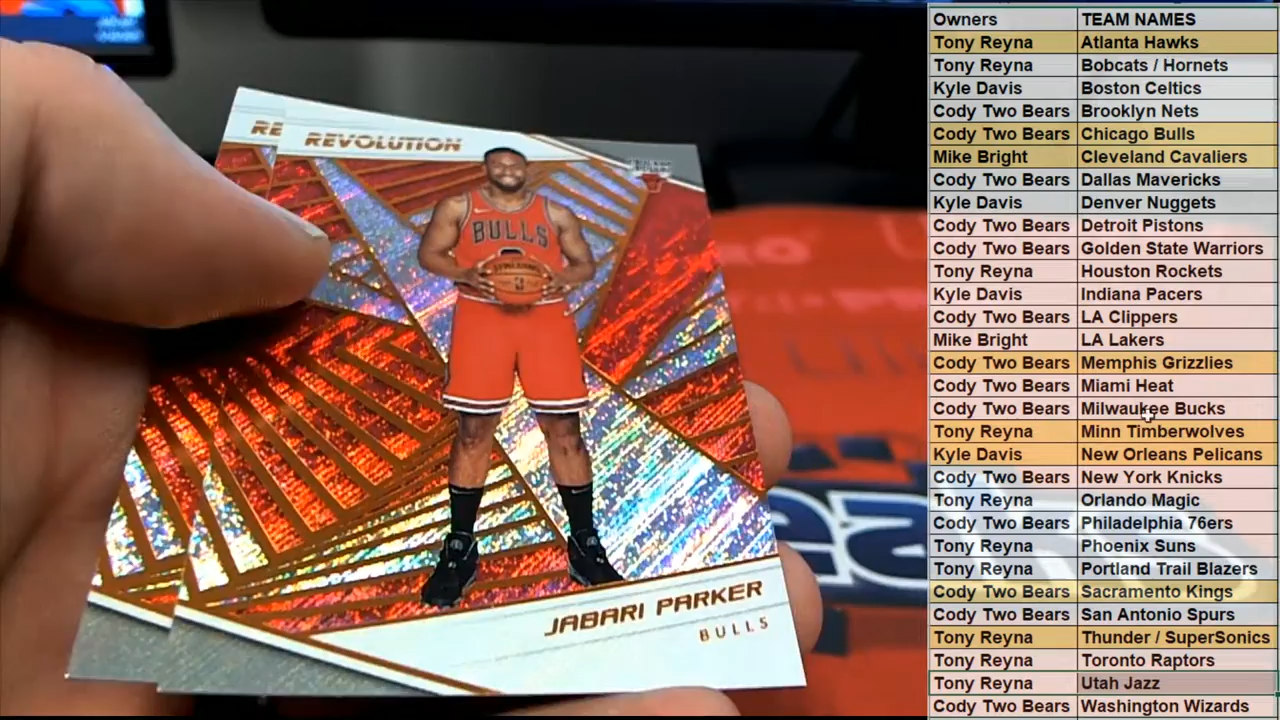 RE
REVOLUTION
BULLS
SPALDING
JABARI PARKER
BULLS
Owners TEAM NAMES
Tony Reyna Atlanta Hawks
Tony Reyna Bobcats / Hornets
Kyle Davis Boston Celtics
Cody Two Bears Brooklyn Nets
Cody Two Bears Chicago Bulls
Mike Bright Cleveland Cavaliers
Cody Two Bears Dallas Mavericks
Kyle Davis Denver Nuggets
Cody Two Bears Detroit Pistons
Cody Two Bears Golden State Warriors
Tony Reyna Houston Rockets
Kyle Davis Indiana Pacers
Cody Two Bears LA Clippers
Mike Bright LA Lakers
Cody Two Bears Memphis Grizzlies
Cody Two Bears Miami Heat
Cody Two Bears Milwaukee Bucks
Tony Reyna Minn Timberwolves
Kyle Davis New Orleans Pelicans
Cody Two Bears New York Knicks
Tony Reyna Orlando Magic
Cody Two Bears Philadelphia 76ers
Tony Reyna Phoenix Suns
Tony Reyna Portland Trail Blazers
Cody Two Bears Sacramento Kings
Cody Two Bears San Antonio Spurs
Tony Reyna Thunder / SuperSonics
Tony Reyna Toronto Raptors
Tony Reyna Utah Jazz
Cody Two Bears Washington Wizards